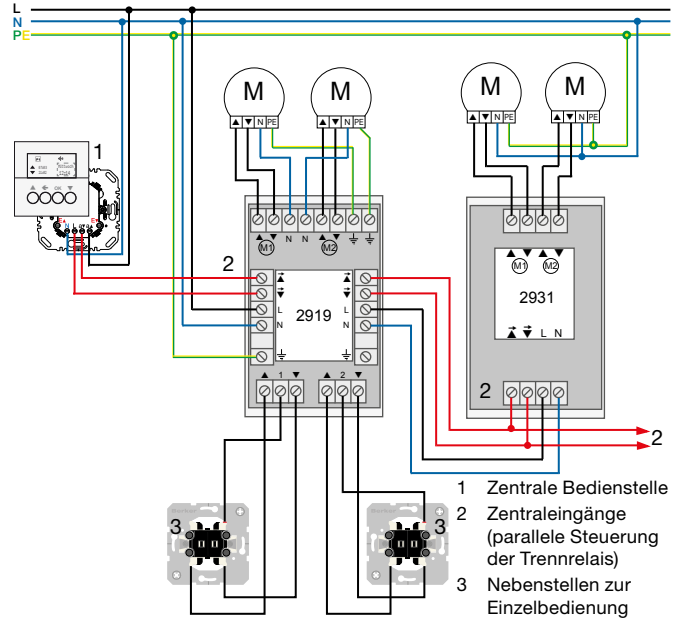 L
N
PE
M
M
M
M
▲ ▼ N PE
▲ ▼ N PE
▲ ▼ N PE
▲ ▼ N PE
1
OK
N L
▲ ▼ N N ▲ ▼
M1 M2
2
L L
N N
2919
▲ 1 ▼ ▲ 2 ▼
▲ ▼ ▲ ▼
M1 M2
2931
L N
2
2
3
3
1 Zentrale Bedienstelle
2 Zentraleingänge
(parallele Steuerung
der Trennrelais)
3 Nebenstellen zur
Einzelbedienung